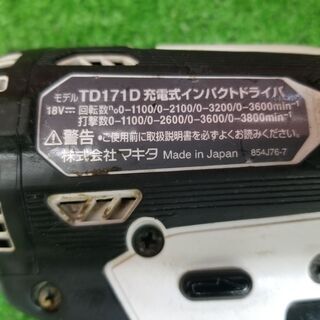 モデル TD171D 充電式インパクトドライバ
18V⎓ 回転数n₀0-1100/0-2100/0-3200/0-3600min⁻¹
打撃数0-1100/0-2600/0-3600/0-3800min⁻¹
⚠警告・ご使用前に取扱説明書を必ずよくお読みください。
株式会社マキタ Made in Japan 854J76-7